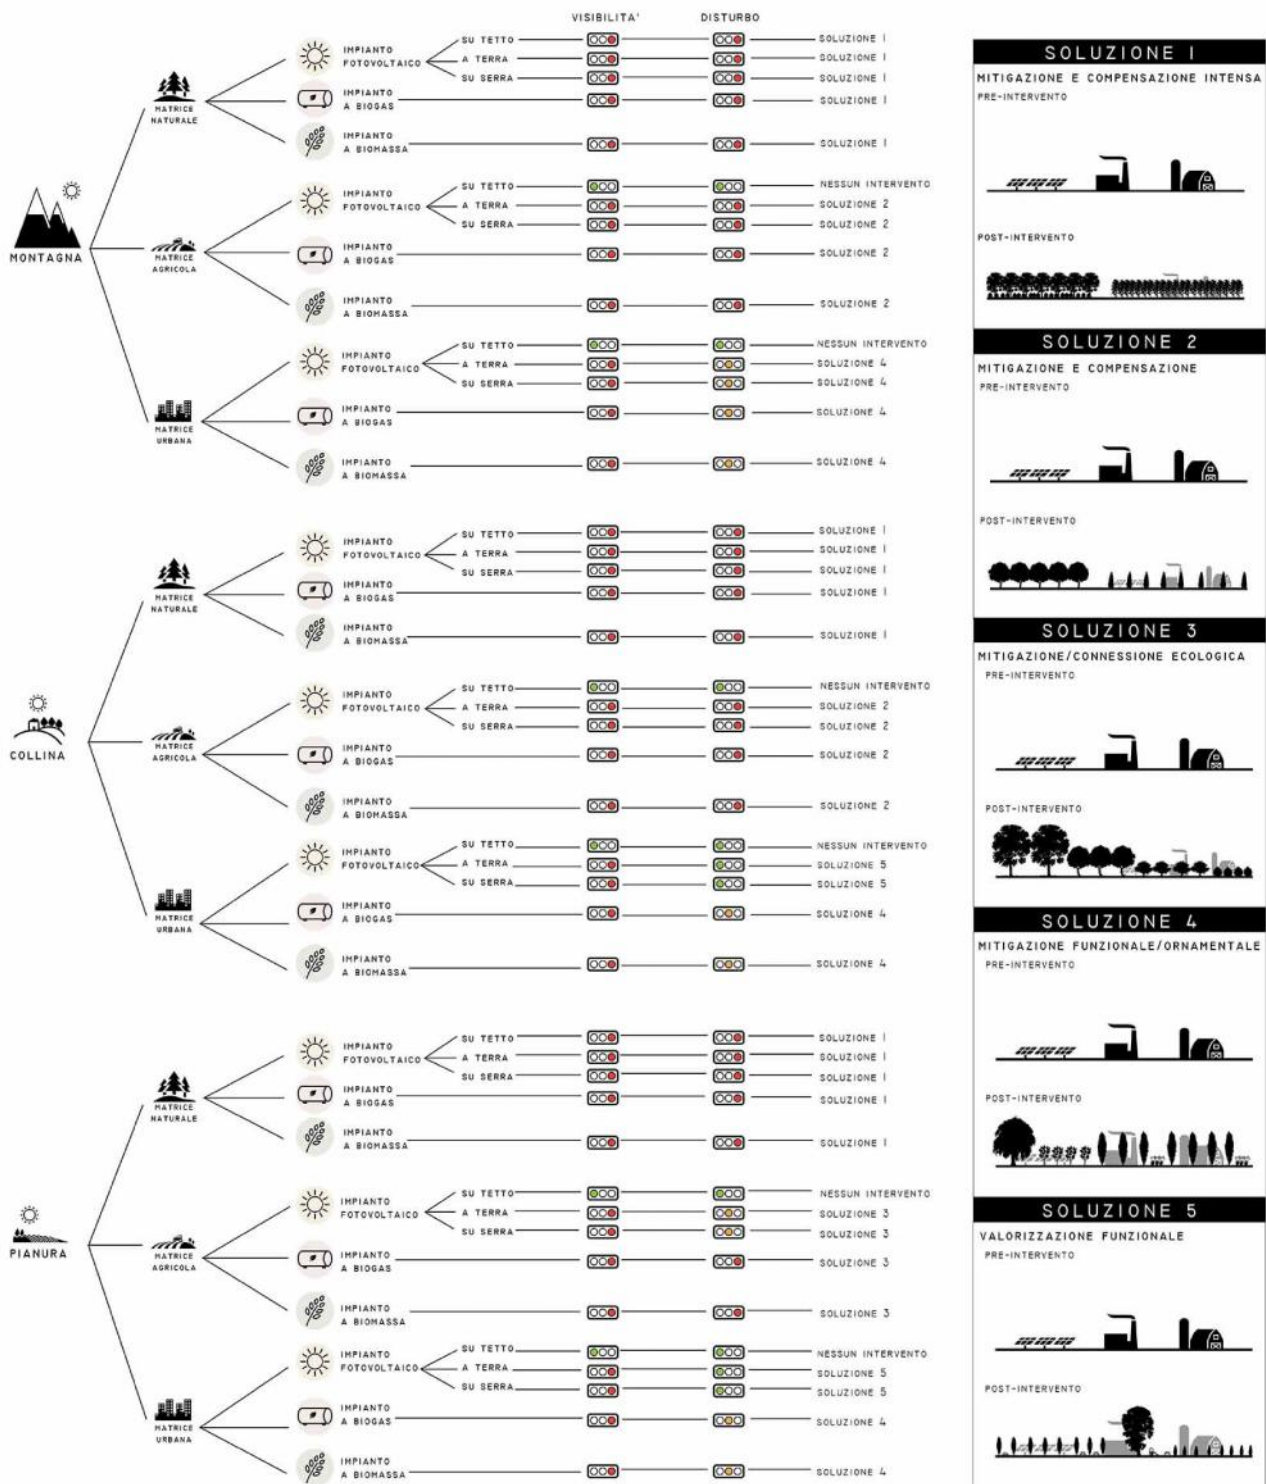 VISIBILITA'
DISTURBO
MONTAGNA
MATRICE
NATURALE
IMPIANTO
FOTOVOLTAICO
SU TETTO
SOLUZIONE 1
A TERRA
SOLUZIONE 1
SU SERRA
SOLUZIONE 1
IMPIANTO
A BIOGAS
SOLUZIONE 1
IMPIANTO
A BIOMASSA
SOLUZIONE 1
MATRICE
AGRICOLA
IMPIANTO
FOTOVOLTAICO
SU TETTO
NESSUN INTERVENTO
A TERRA
SOLUZIONE 2
SU SERRA
SOLUZIONE 2
IMPIANTO
A BIOGAS
SOLUZIONE 2
IMPIANTO
A BIOMASSA
SOLUZIONE 2
MATRICE
URBANA
IMPIANTO
FOTOVOLTAICO
SU TETTO
NESSUN INTERVENTO
A TERRA
SOLUZIONE 4
SU SERRA
SOLUZIONE 4
IMPIANTO
A BIOGAS
SOLUZIONE 4
IMPIANTO
A BIOMASSA
SOLUZIONE 4
COLLINA
MATRICE
NATURALE
IMPIANTO
FOTOVOLTAICO
SU TETTO
SOLUZIONE 1
A TERRA
SOLUZIONE 1
SU SERRA
SOLUZIONE 1
IMPIANTO
A BIOGAS
SOLUZIONE 1
IMPIANTO
A BIOMASSA
SOLUZIONE 1
MATRICE
AGRICOLA
IMPIANTO
FOTOVOLTAICO
SU TETTO
NESSUN INTERVENTO
A TERRA
SOLUZIONE 2
SU SERRA
SOLUZIONE 2
IMPIANTO
A BIOGAS
SOLUZIONE 2
IMPIANTO
A BIOMASSA
SOLUZIONE 2
MATRICE
URBANA
IMPIANTO
FOTOVOLTAICO
SU TETTO
NESSUN INTERVENTO
A TERRA
SOLUZIONE 5
SU SERRA
SOLUZIONE 5
IMPIANTO
A BIOGAS
SOLUZIONE 4
IMPIANTO
A BIOMASSA
SOLUZIONE 4
PIANURA
MATRICE
NATURALE
IMPIANTO
FOTOVOLTAICO
SU TETTO
SOLUZIONE 1
A TERRA
SOLUZIONE 1
SU SERRA
SOLUZIONE 1
IMPIANTO
A BIOGAS
SOLUZIONE 1
IMPIANTO
A BIOMASSA
SOLUZIONE 1
MATRICE
AGRICOLA
IMPIANTO
FOTOVOLTAICO
SU TETTO
NESSUN INTERVENTO
A TERRA
SOLUZIONE 3
SU SERRA
SOLUZIONE 3
IMPIANTO
A BIOGAS
SOLUZIONE 3
IMPIANTO
A BIOMASSA
SOLUZIONE 3
MATRICE
URBANA
IMPIANTO
FOTOVOLTAICO
SU TETTO
NESSUN INTERVENTO
A TERRA
SOLUZIONE 5
SU SERRA
SOLUZIONE 5
IMPIANTO
A BIOGAS
SOLUZIONE 4
IMPIANTO
A BIOMASSA
SOLUZIONE 4
SOLUZIONE 1
MITIGAZIONE E COMPENSAZIONE INTENSA
PRE-INTERVENTO
POST-INTERVENTO
SOLUZIONE 2
MITIGAZIONE E COMPENSAZIONE
PRE-INTERVENTO
POST-INTERVENTO
SOLUZIONE 3
MITIGAZIONE/CONNESSIONE ECOLOGICA
PRE-INTERVENTO
POST-INTERVENTO
SOLUZIONE 4
MITIGAZIONE FUNZIONALE/ORNAMENTALE
PRE-INTERVENTO
POST-INTERVENTO
SOLUZIONE 5
VALORIZZAZIONE FUNZIONALE
PRE-INTERVENTO
POST-INTERVENTO